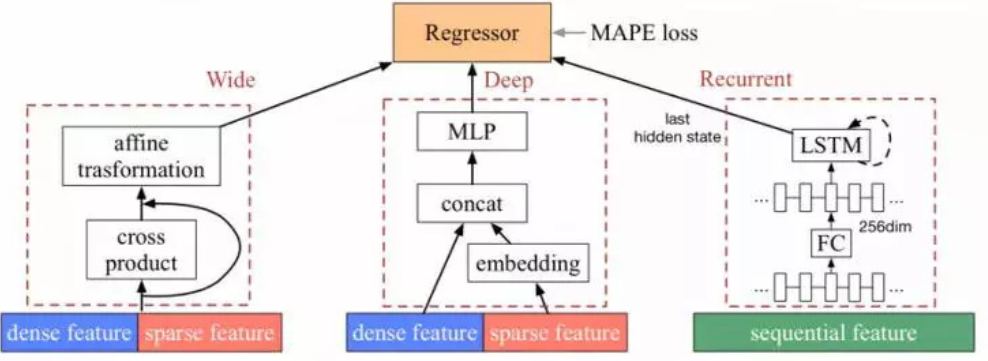 Regressor
MAPE loss
Wide
Deep
Recurrent
affine
trasformation
cross
product
dense feature
sparse feature
MLP
concat
embedding
dense feature
sparse feature
last
hidden state
LSTM
...
...
256dim
FC
...
...
sequential feature